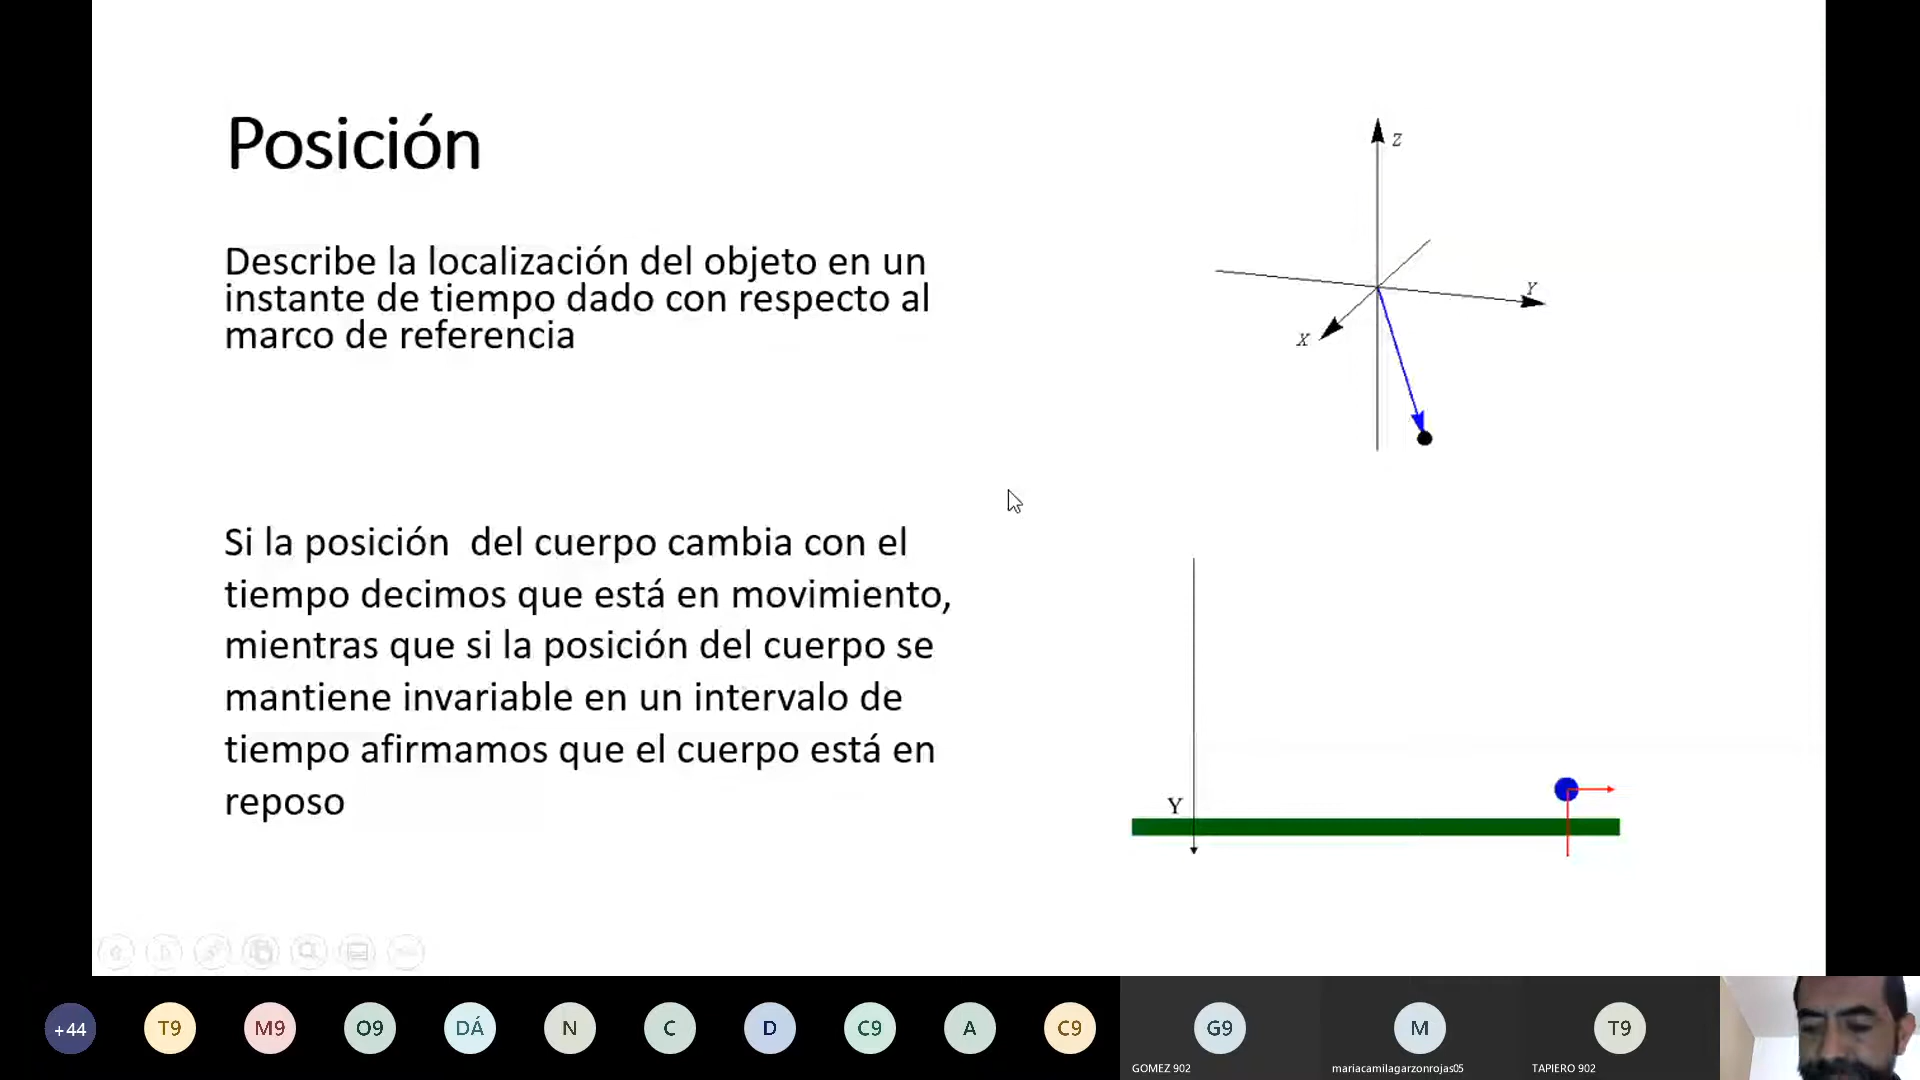 Posición
Describe la localización del objeto en un
instante de tiempo dado con respecto al
marco de referencia
Z
Y
X
Si la posición  del cuerpo cambia con el
tiempo decimos que está en movimiento,
mientras que si la posición del cuerpo se
mantiene invariable en un intervalo de
tiempo afirmamos que el cuerpo está en
reposo
Y
+44
T9
M9
O9
DÁ
N
C
D
C9
A
C9
G9
M
T9
GOMEZ 902
mariacamilagarzonrojas05
TAPIERO 902